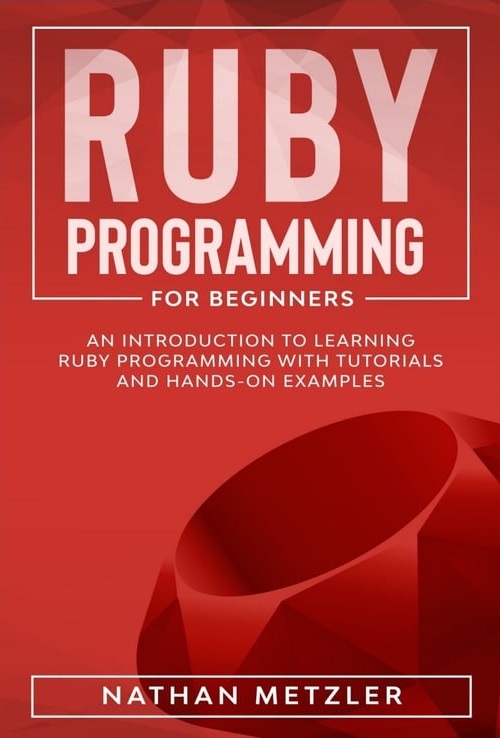 RUBY
PROGRAMMING
FOR BEGINNERS
AN INTRODUCTION TO LEARNING
RUBY PROGRAMMING WITH TUTORIALS
AND HANDS-ON EXAMPLES
NATHAN METZLER